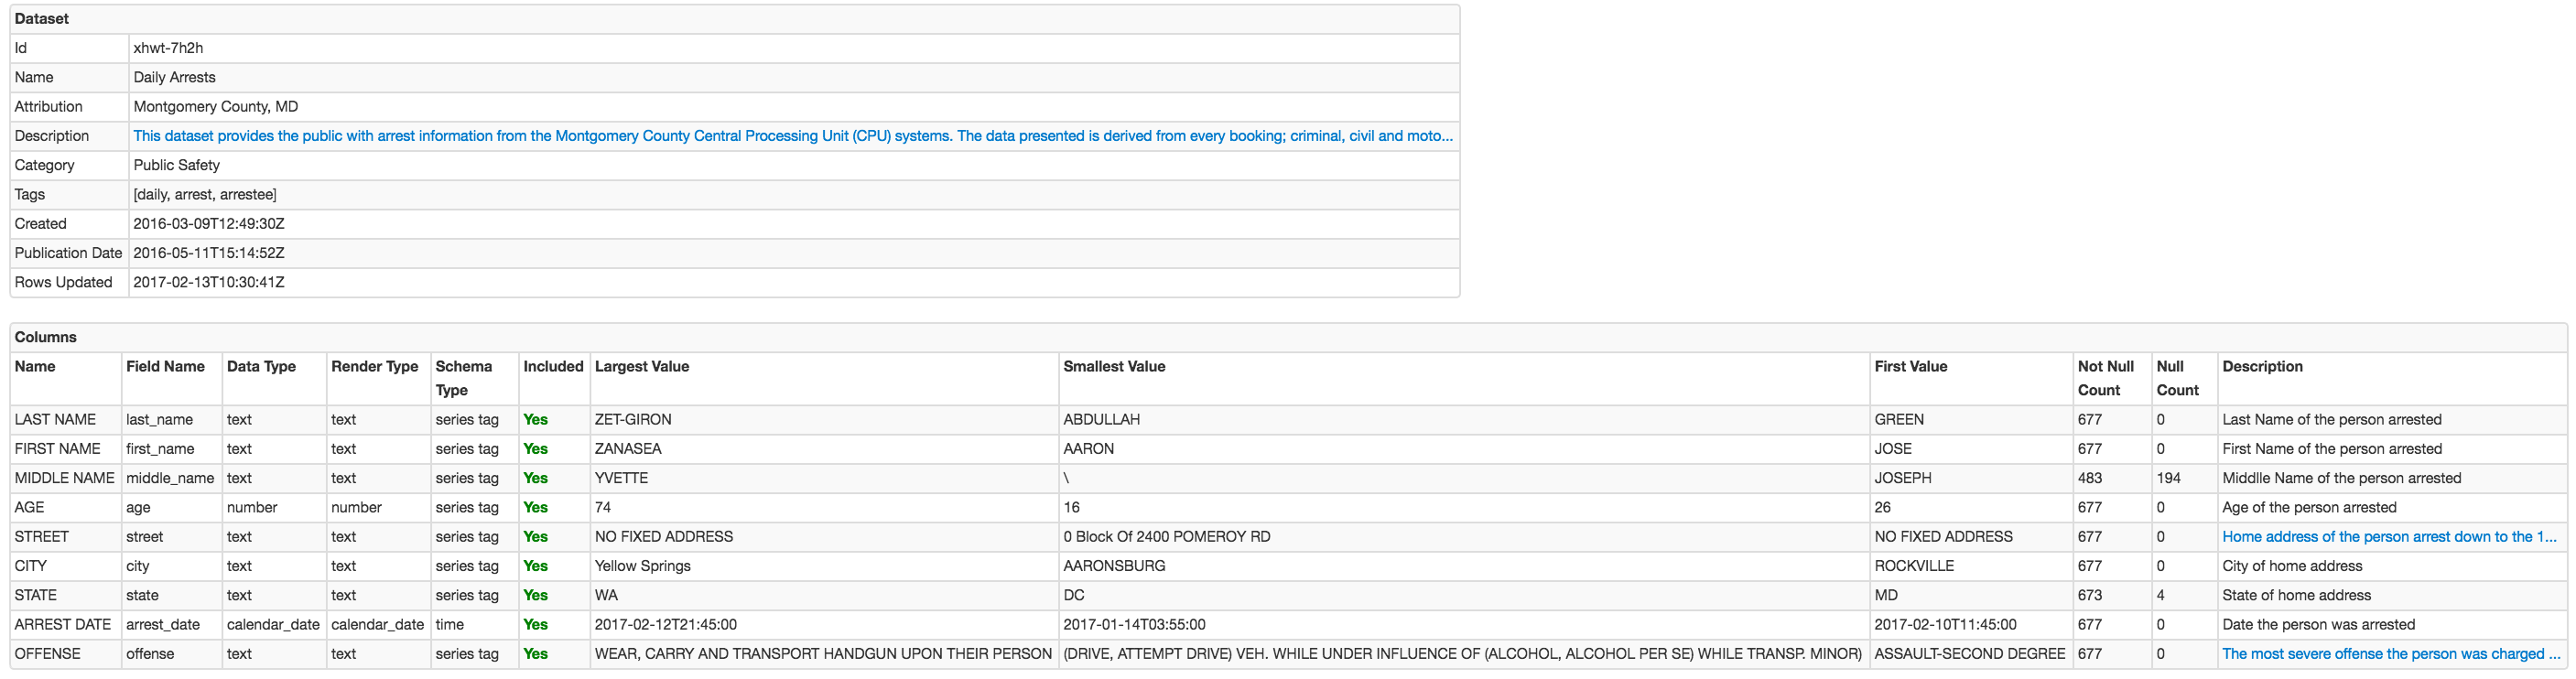 Dataset
Id xhwt-7h2h
Name Daily Arrests
Attribution Montgomery County, MD
Description This dataset provides the public with arrest information from the Montgomery County Central Processing Unit (CPU) systems. The data presented is derived from every booking; criminal, civil and moto...
Category Public Safety
Tags [daily, arrest, arrestee]
Created 2016-03-09T12:49:30Z
Publication Date 2016-05-11T15:14:52Z
Rows Updated 2017-02-13T10:30:41Z
Columns
Name Field Name Data Type Render Type Schema Type Included Largest Value Smallest Value First Value Not Null Count Null Count Description
LAST NAME last_name text text series tag Yes ZET-GIRON ABDULLAH GREEN 677 0 Last Name of the person arrested
FIRST NAME first_name text text series tag Yes ZANASEA AARON JOSE 677 0 First Name of the person arrested
MIDDLE NAME middle_name text text series tag Yes YVETTE \ JOSEPH 483 194 Middlle Name of the person arrested
AGE age number number series tag Yes 74 16 26 677 0 Age of the person arrested
STREET street text text series tag Yes NO FIXED ADDRESS 0 Block Of 2400 POMEROY RD NO FIXED ADDRESS 677 0 Home address of the person arrest down to the 1...
CITY city text text series tag Yes Yellow Springs AARONSBURG ROCKVILLE 677 0 City of home address
STATE state text text series tag Yes WA DC MD 673 4 State of home address
ARREST DATE arrest_date calendar_date calendar_date time Yes 2017-02-12T21:45:00 2017-01-14T03:55:00 2017-02-10T11:45:00 677 0 Date the person was arrested
OFFENSE offense text text series tag Yes WEAR, CARRY AND TRANSPORT HANDGUN UPON THEIR PERSON (DRIVE, ATTEMPT DRIVE) VEH. WHILE UNDER INFLUENCE OF (ALCOHOL, ALCOHOL PER SE) WHILE TRANSP. MINOR) ASSAULT-SECOND DEGREE 677 0 The most severe offense the person was charged ...